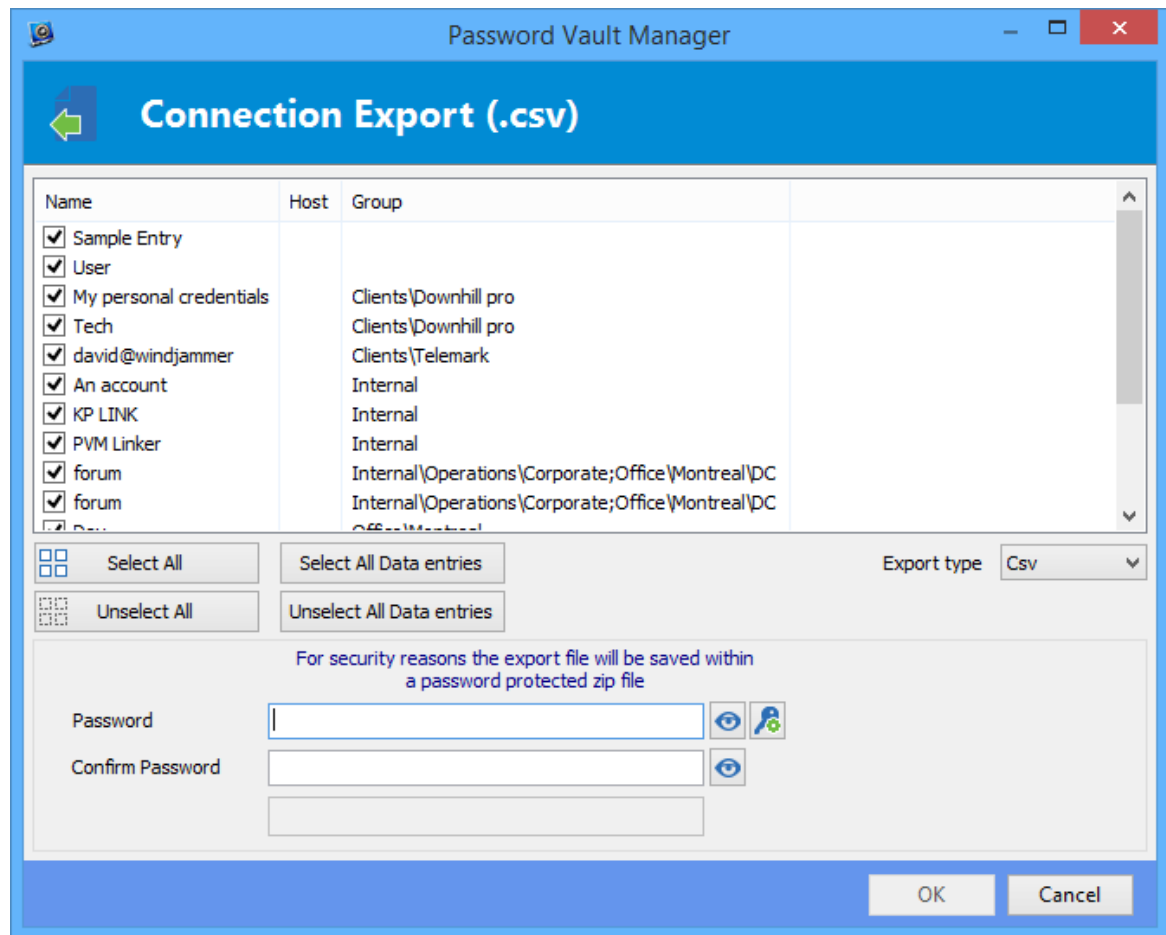 Password Vault Manager
Connection Export (.csv)
Name Host Group
Sample Entry
User
My personal credentials Clients\Downhill pro
Tech Clients\Downhill pro
david@windjammer Clients\Telemark
An account Internal
KP LINK Internal
PVM Linker Internal
forum Internal\Operations\Corporate;Office\Montreal\DC
forum Internal\Operations\Corporate;Office\Montreal\DC
Office\Montreal
Select All Select All Data entries Export type Csv
Unselect All Unselect All Data entries
For security reasons the export file will be saved within
a password protected zip file
Password
Confirm Password
OK Cancel